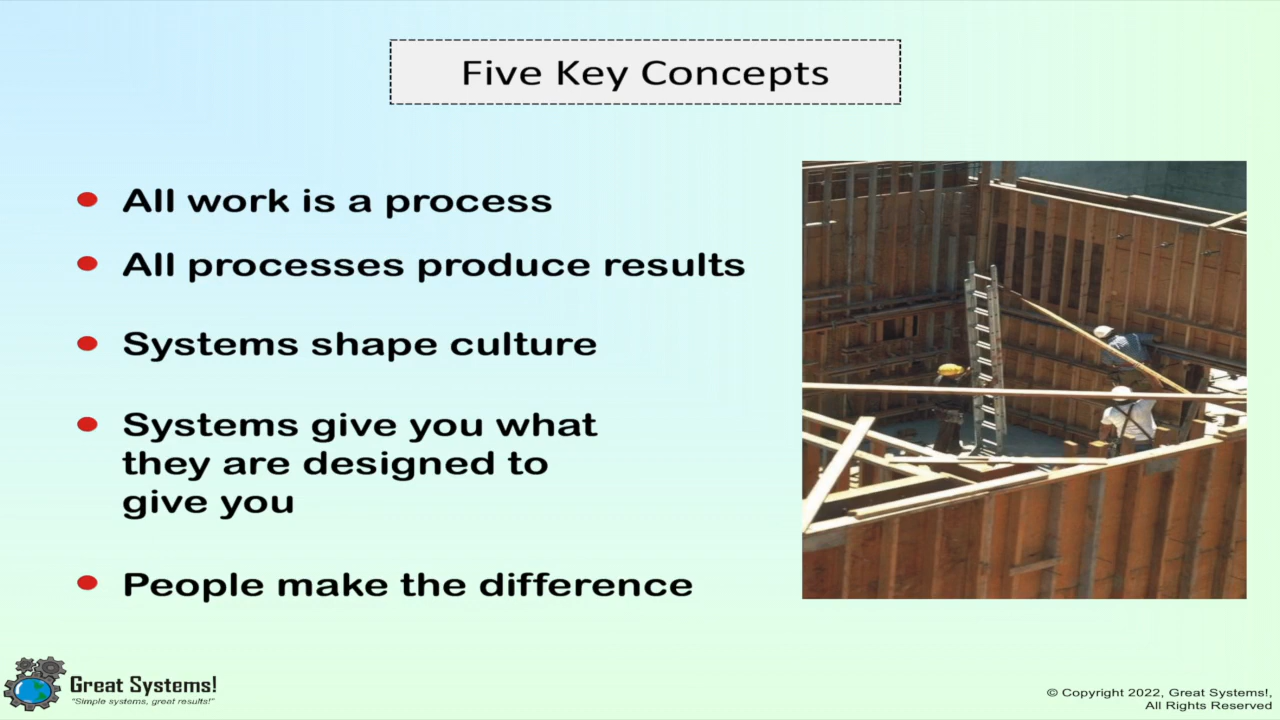 Five Key Concepts
All work is a process
All processes produce results
Systems shape culture
Systems give you what
they are designed to
give you
People make the difference
Great Systems!
"Simple systems, great results!"
© Copyright 2022, Great Systems!,
All Rights Reserved